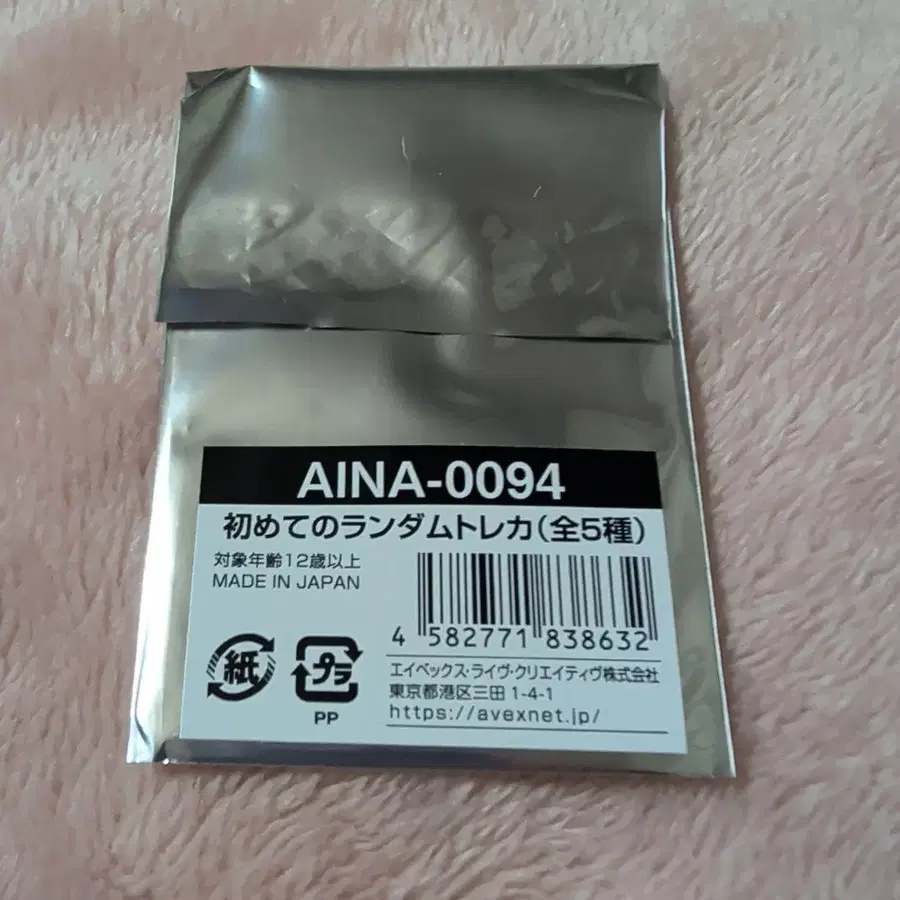 AINA-0094
初めてのランダムトレカ(全5種)
対象年齢12歳以上
MADE IN JAPAN
4 582771 838632
紙
プラ
PP
エイベックス・ライヴ・クリエイティヴ株式会社
東京都港区三田 1-4-1
https://avexnet.jp/